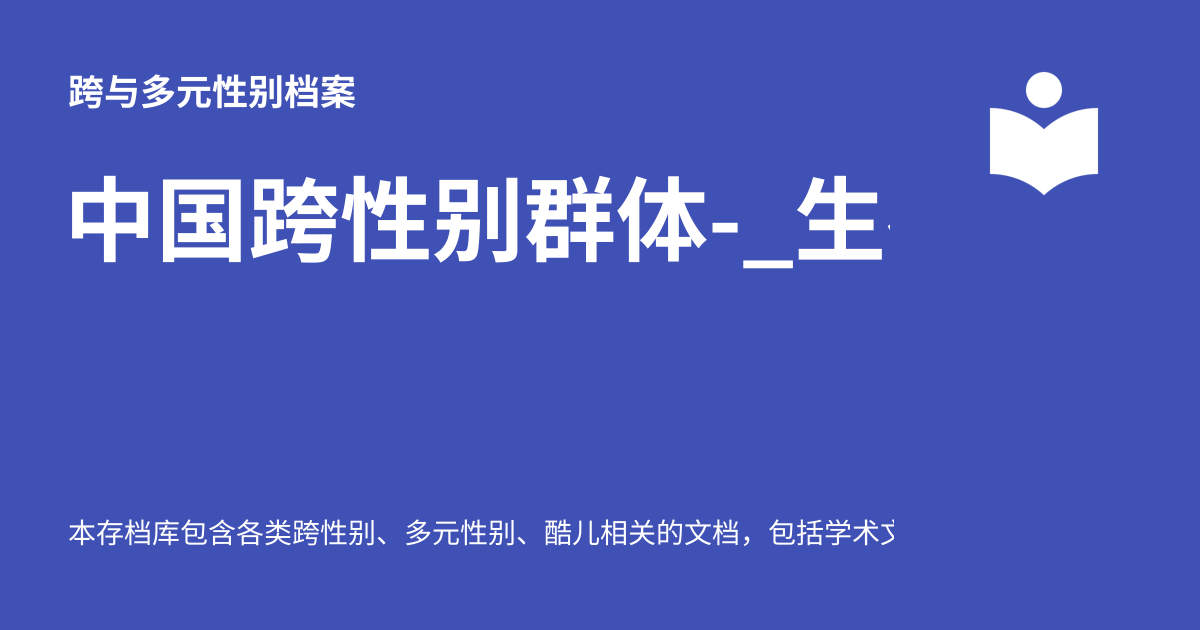 跨与多元性别档案
中国跨性别群体-_生
本存档库包含各类跨性别、多元性别、酷儿相关的文档，包括学术